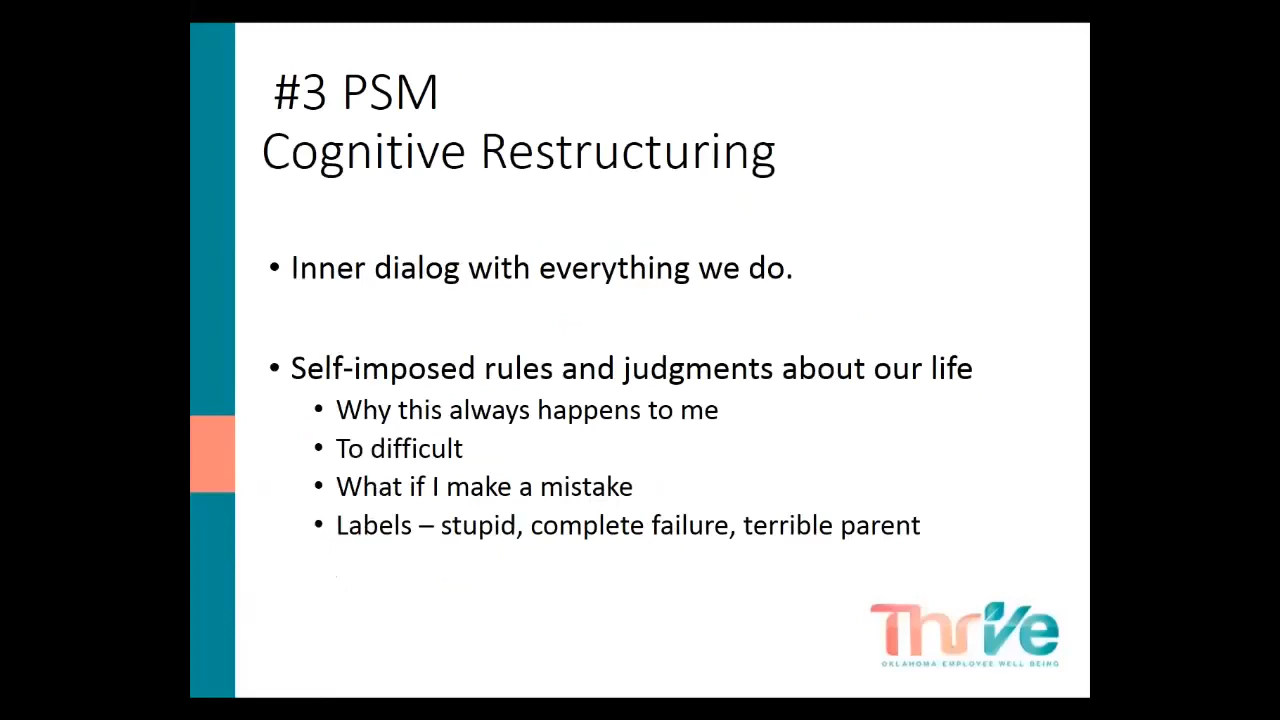 #3 PSM
Cognitive Restructuring
• Inner dialog with everything we do.
• Self-imposed rules and judgments about our life
• Why this always happens to me
• To difficult
• What if I make a mistake
• Labels – stupid, complete failure, terrible parent
Thrive
OKLAHOMA EMPLOYEE WELL BEING